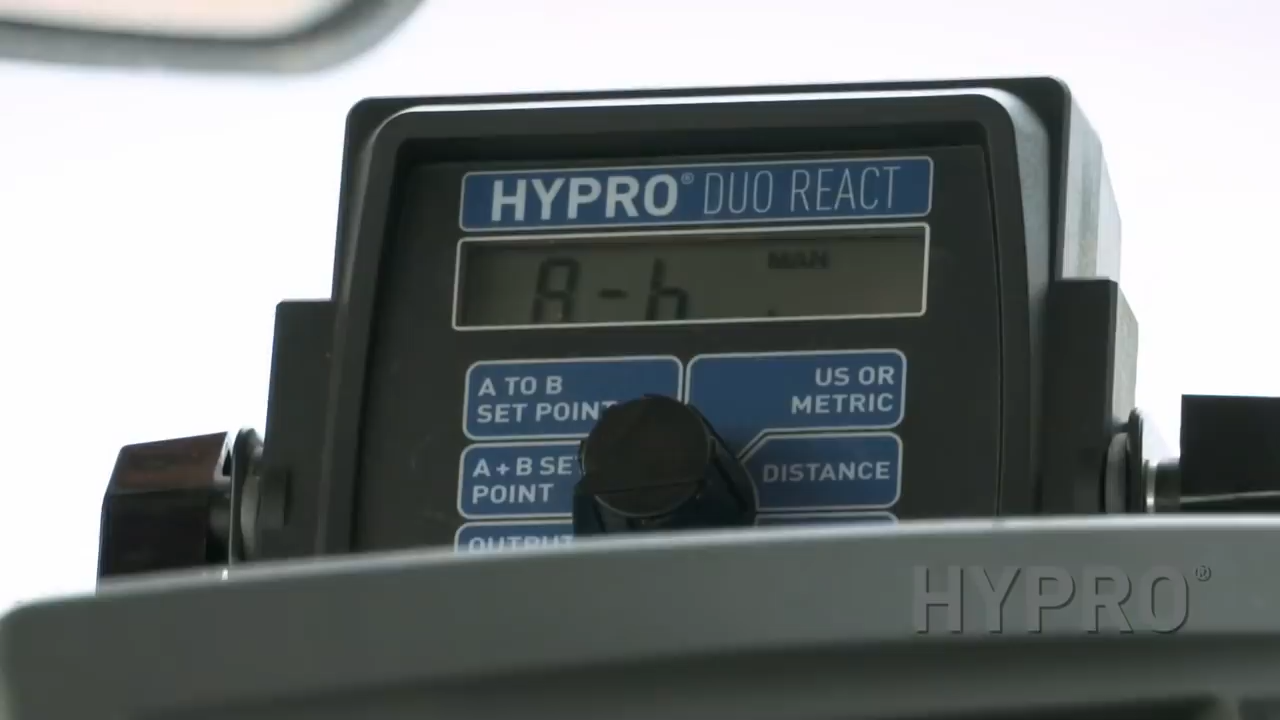 HYPRO® DUO REACT
MAN
A-b
A TO B
SET POINT
US OR
METRIC
A + B SET
POINT
DISTANCE
OUTPUT
HYPRO®